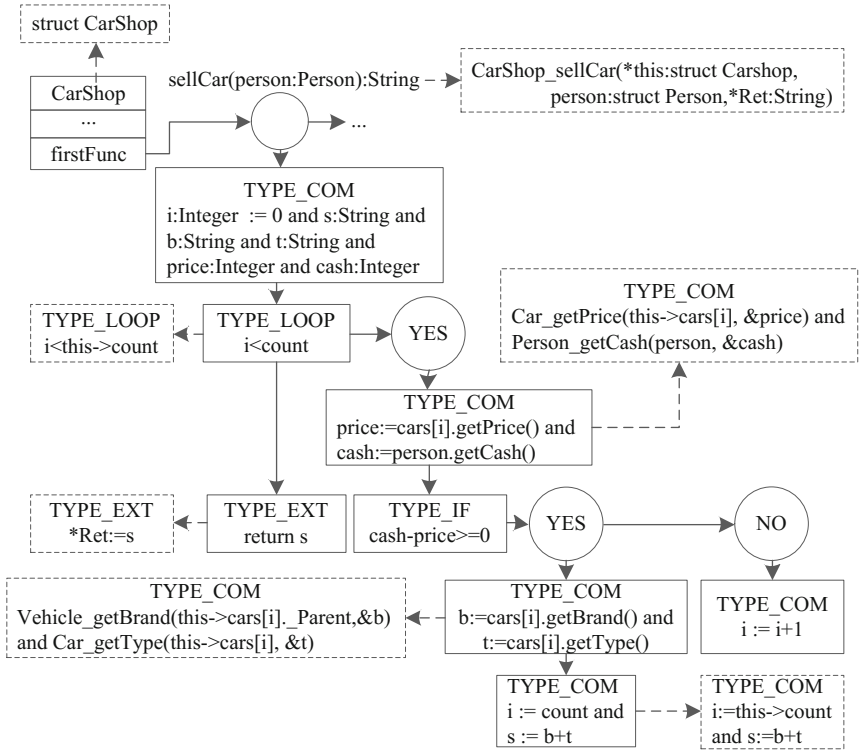 struct CarShop
CarShop
...
firstFunc
sellCar(person:Person):String
...
CarShop_sellCar(*this:struct Carshop,
person:struct Person,*Ret:String)
TYPE_COM
i:Integer := 0 and s:String and
b:String and t:String and
price:Integer and cash:Integer
TYPE_LOOP
i<this->count
TYPE_LOOP
i<count
YES
TYPE_COM
Car_getPrice(this->cars[i], &price) and
Person_getCash(person, &cash)
TYPE_COM
price:=cars[i].getPrice() and
cash:=person.getCash()
TYPE_EXT
*Ret:=s
TYPE_EXT
return s
TYPE_IF
cash-price>=0
YES
NO
TYPE_COM
Vehicle_getBrand(this->cars[i]._Parent,&b)
and Car_getType(this->cars[i], &t)
TYPE_COM
b:=cars[i].getBrand() and
t:=cars[i].getType()
TYPE_COM
i := i+1
TYPE_COM
i := count and
s := b+t
TYPE_COM
i:=this->count
and s:=b+t